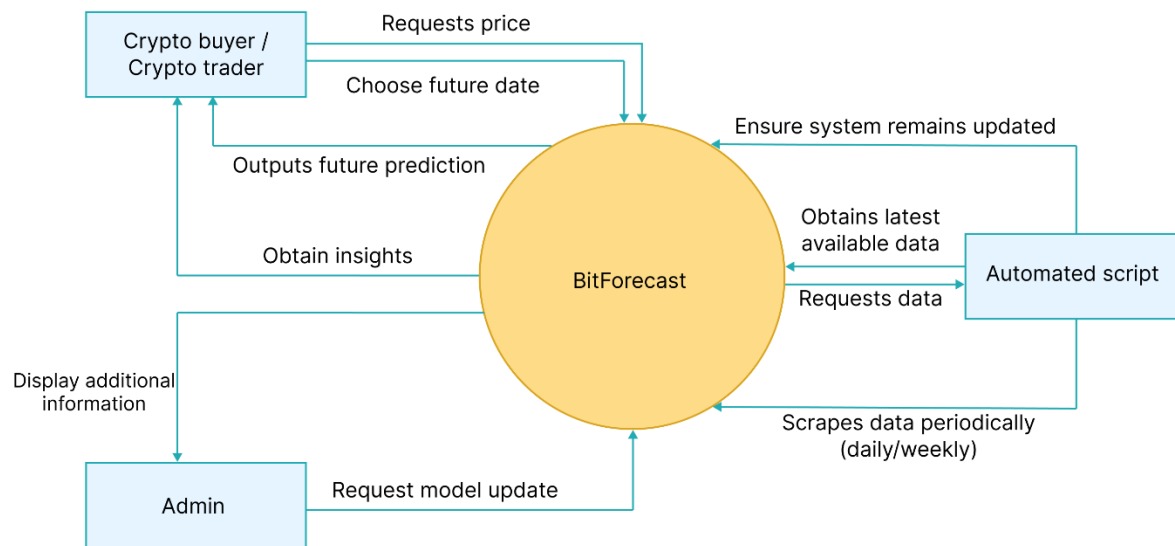 Requests price
Crypto buyer /
Crypto trader
Choose future date
Ensure system remains updated
Outputs future prediction
Obtains latest
available data
Obtain insights
BitForecast
Automated script
Requests data
Display additional
information
Scrapes data periodically
(daily/weekly)
Request model update
Admin